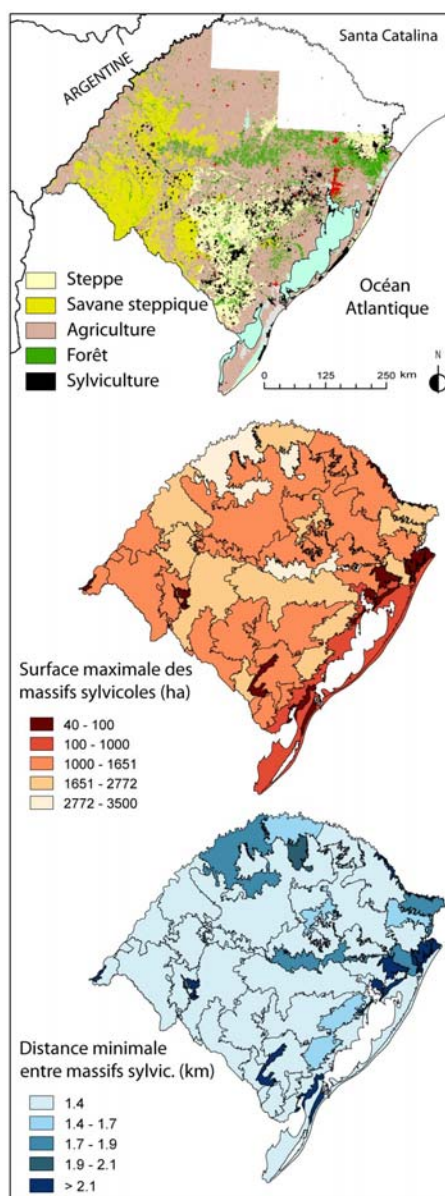 Santa Catalina
ARGENTINE
Océan
Atlantique
Steppe
Savane steppique
Agriculture
Forêt
Sylviculture
N
0 125 250 km
Surface maximale des
massifs sylvicoles (ha)
40 - 100
100 - 1000
1000 - 1651
1651 - 2772
2772 - 3500
Distance minimale
entre massifs sylvic. (km)
1.4
1.4 - 1.7
1.7 - 1.9
1.9 - 2.1
> 2.1